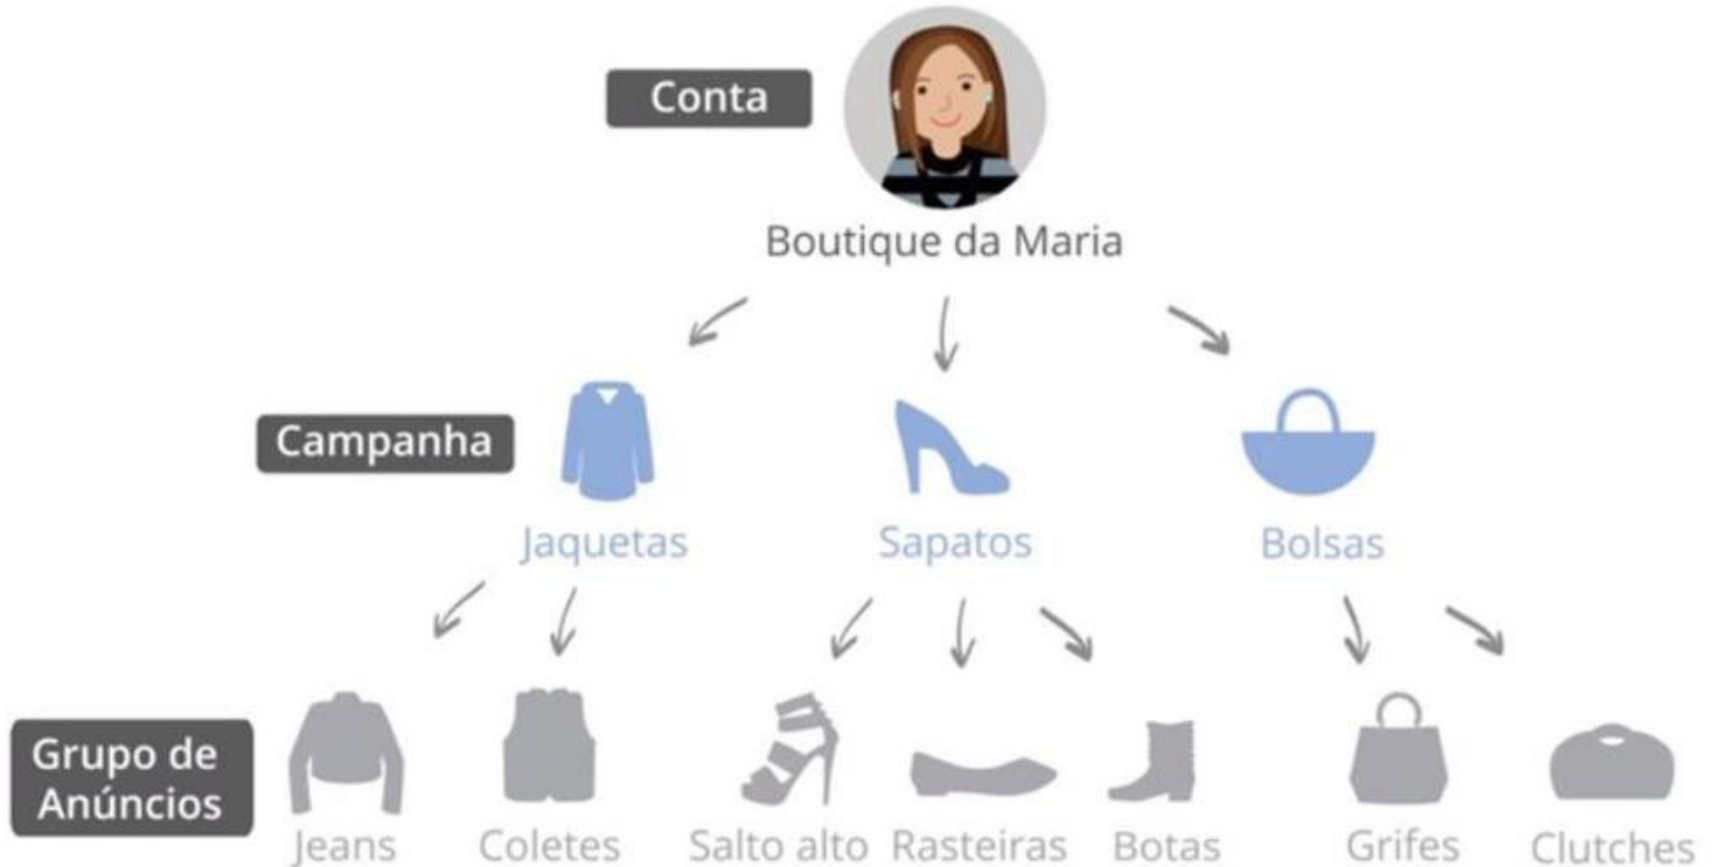 Conta
Boutique da Maria
Campanha
Jaquetas
Sapatos
Bolsas
Grupo de
Anúncios
Jeans
Coletes
Salto alto
Rasteiras
Botas
Grifes
Clutches